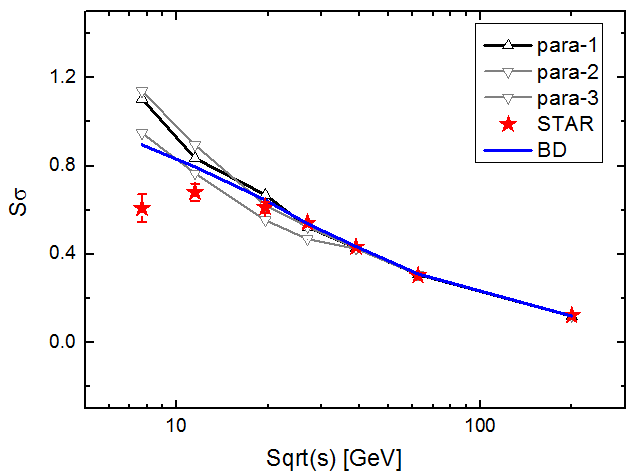 para-1
para-2
para-3
STAR
BD
1.2
0.8
0.4
0.0
Sσ
10
100
Sqrt(s) [GeV]